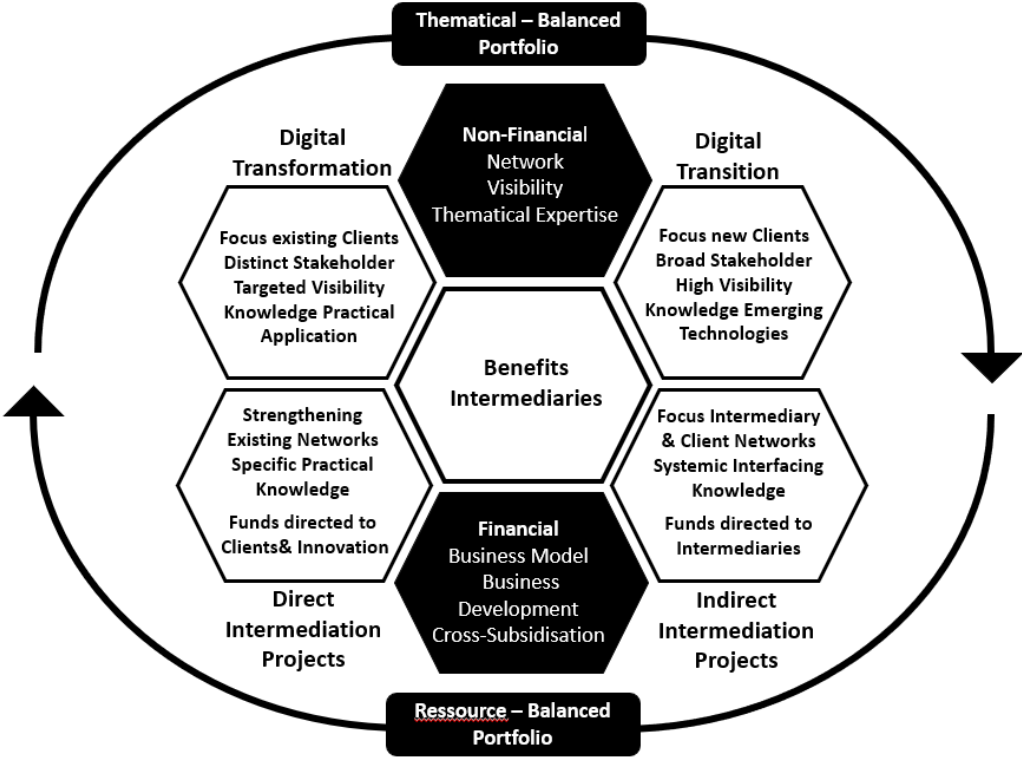 Thematical – Balanced
Portfolio
Non-Financial
Network
Visibility
Thematical Expertise
Digital
Transformation
Digital
Transition
Focus existing Clients
Distinct Stakeholder
Targeted Visibility
Knowledge Practical
Application
Focus new Clients
Broad Stakeholder
High Visibility
Knowledge Emerging
Technologies
Benefits
Intermediaries
Strengthening
Existing Networks
Specific Practical
Knowledge
Funds directed to
Clients& Innovation
Focus Intermediary
& Client Networks
Systemic Interfacing
Knowledge
Funds directed to
Intermediaries
Financial
Business Model
Business
Development
Cross-Subsidisation
Direct
Intermediation
Projects
Indirect
Intermediation
Projects
Ressource – Balanced
Portfolio